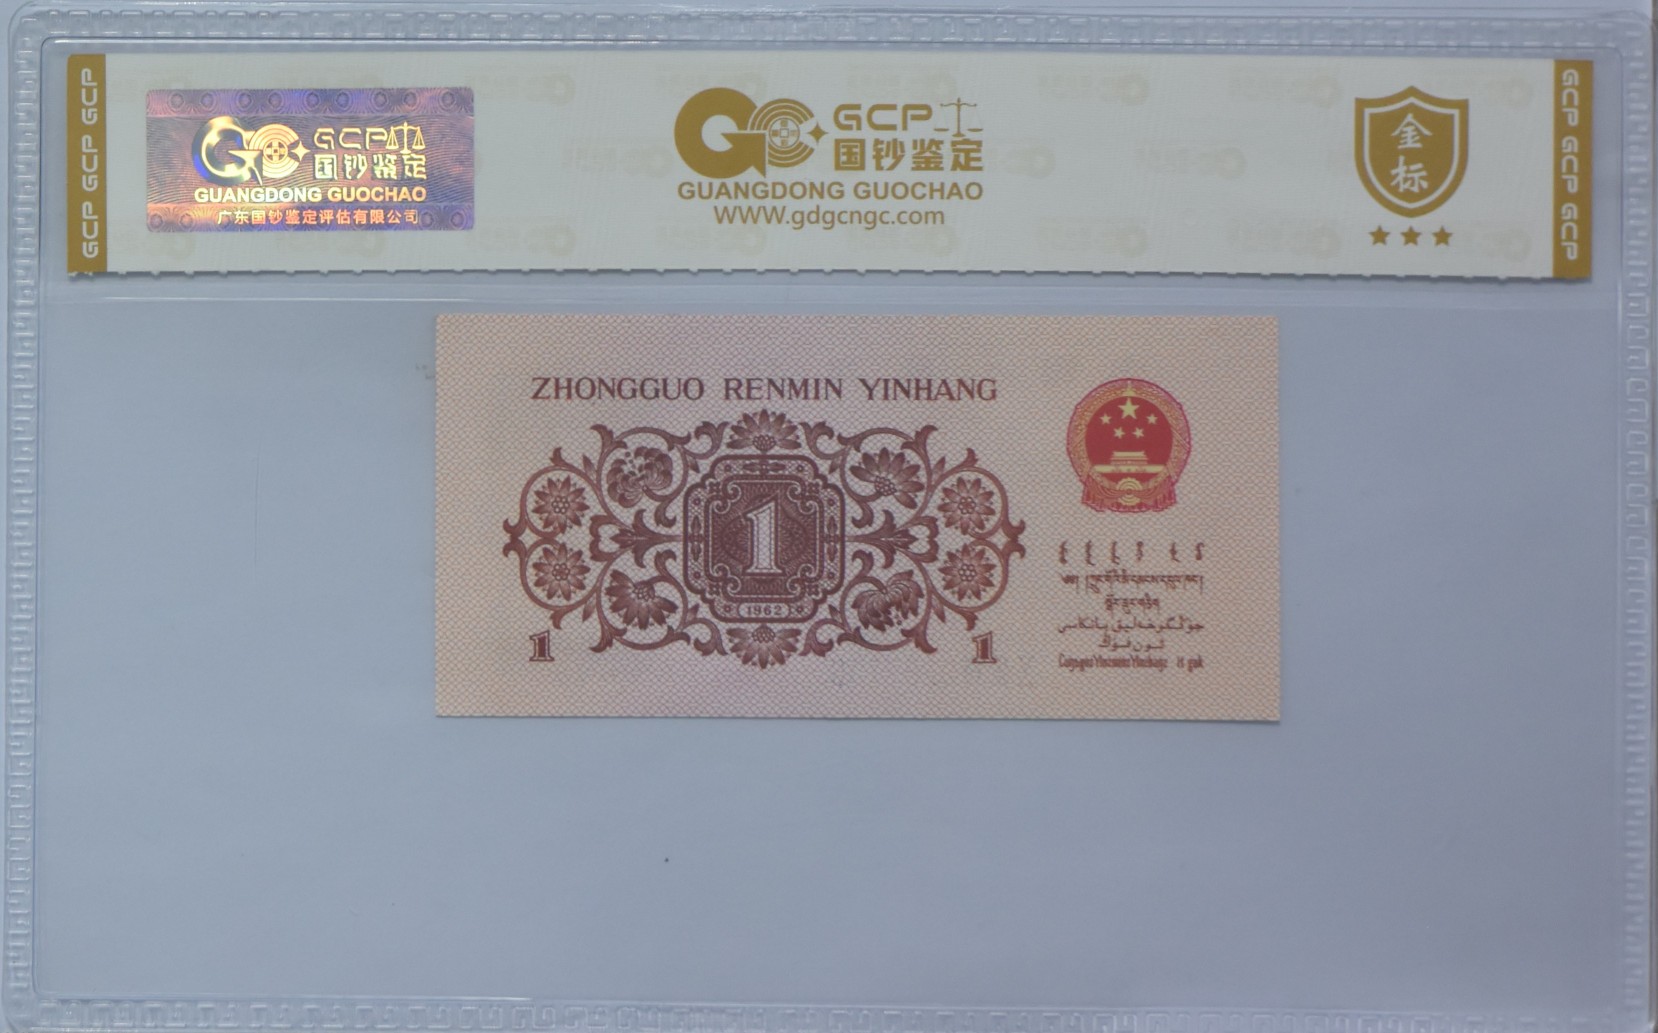 GCP GCP GCP
GCP 国钞鉴定
GUANGDONG GUOCHAO
广东国钞鉴定评估有限公司
GCP
国钞鉴定
GUANGDONG GUOCHAO
WWW.gdgcngc.com
金标
GCP GCP GCP
ZHONGGUO RENMIN YINHANG
1
1962
1 1